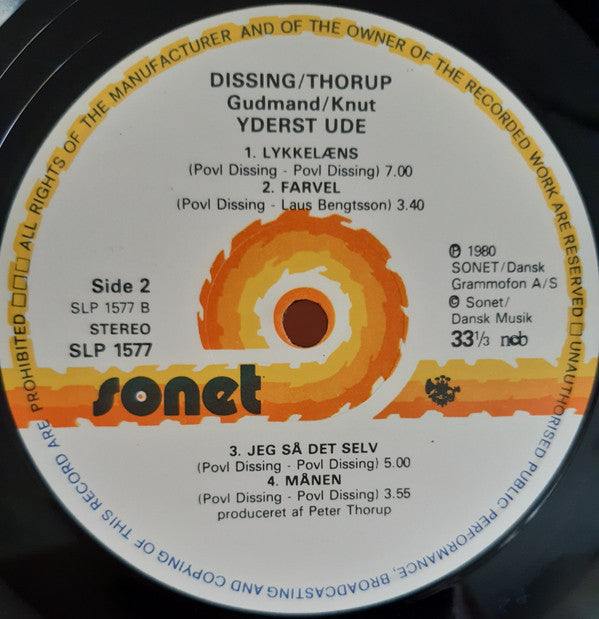 DISSING/THORUP
Gudmand/Knut
YDERST UDE
1. LYKKELÆNS
(Povl Dissing - Povl Dissing) 7.00
2. FARVEL
(Povl Dissing - Laus Bengtsson) 3.40
Side 2
SLP 1577 B
STEREO
SLP 1577
℗ 1980
SONET/Dansk
Grammofon A/S
© Sonet/
Dansk Musik
33 1/3 ncb
sonet
3. JEG SÅ DET SELV
(Povl Dissing - Povl Dissing) 5.00
4. MÅNEN
(Povl Dissing - Povl Dissing) 3.55
produceret af Peter Thorup
ALL RIGHTS OF THE MANUFACTURER AND OF THE OWNER OF THE RECORDED WORK ARE RESERVED □ UNAUTHORISED PUBLIC PERFORMANCE, BROADCASTING AND COPYING OF THIS RECORD ARE PROHIBITED □□□